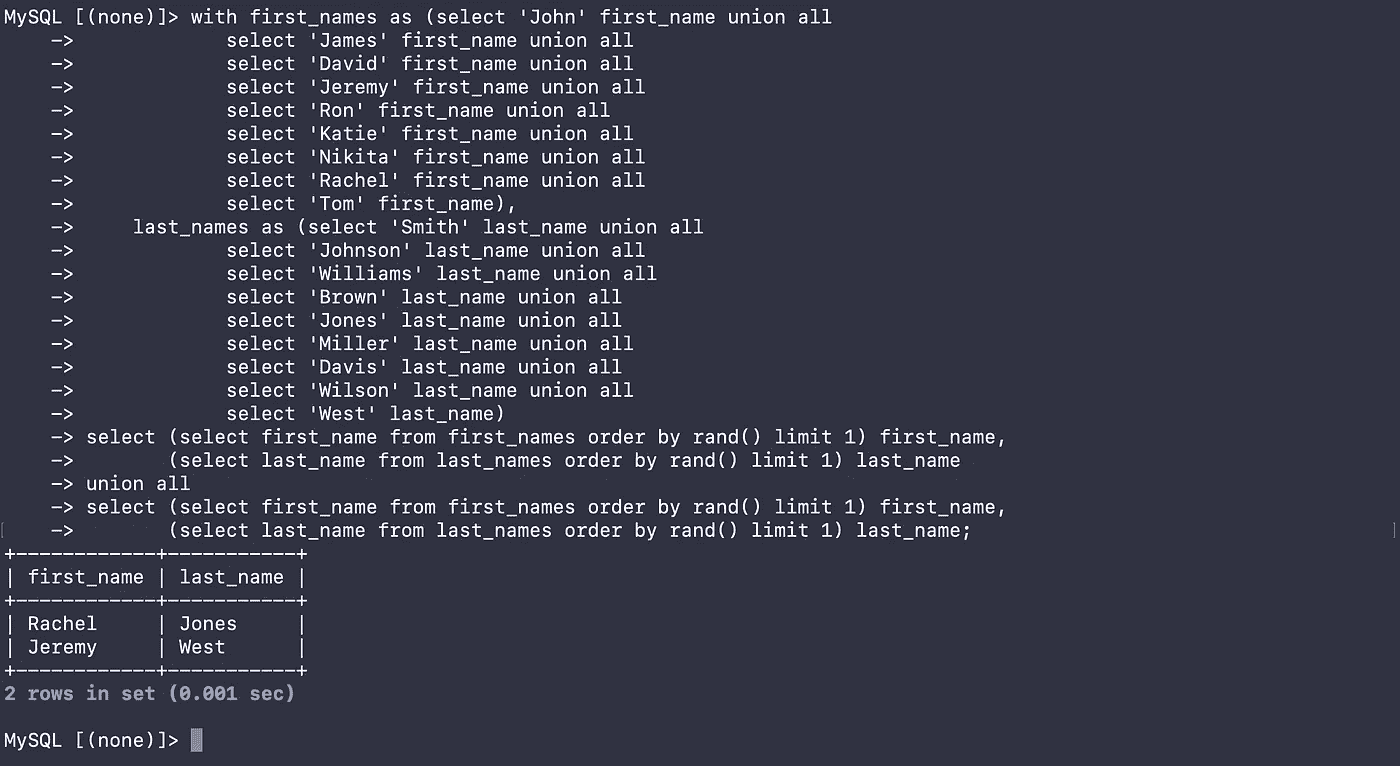 MySQL [(none)]> with first_names as (select 'John' first_name union all
    ->             select 'James' first_name union all
    ->             select 'David' first_name union all
    ->             select 'Jeremy' first_name union all
    ->             select 'Ron' first_name union all
    ->             select 'Katie' first_name union all
    ->             select 'Nikita' first_name union all
    ->             select 'Rachel' first_name union all
    ->             select 'Tom' first_name),
    ->     last_names as (select 'Smith' last_name union all
    ->             select 'Johnson' last_name union all
    ->             select 'Williams' last_name union all
    ->             select 'Brown' last_name union all
    ->             select 'Jones' last_name union all
    ->             select 'Miller' last_name union all
    ->             select 'Davis' last_name union all
    ->             select 'Wilson' last_name union all
    ->             select 'West' last_name)
    -> select (select first_name from first_names order by rand() limit 1) first_name,
    ->        (select last_name from last_names order by rand() limit 1) last_name
    -> union all
    -> select (select first_name from first_names order by rand() limit 1) first_name,
[   ->        (select last_name from last_names order by rand() limit 1) last_name; ]
+------------+-----------+
| first_name | last_name |
+------------+-----------+
| Rachel     | Jones     |
| Jeremy     | West      |
+------------+-----------+
2 rows in set (0.001 sec)

MySQL [(none)]>